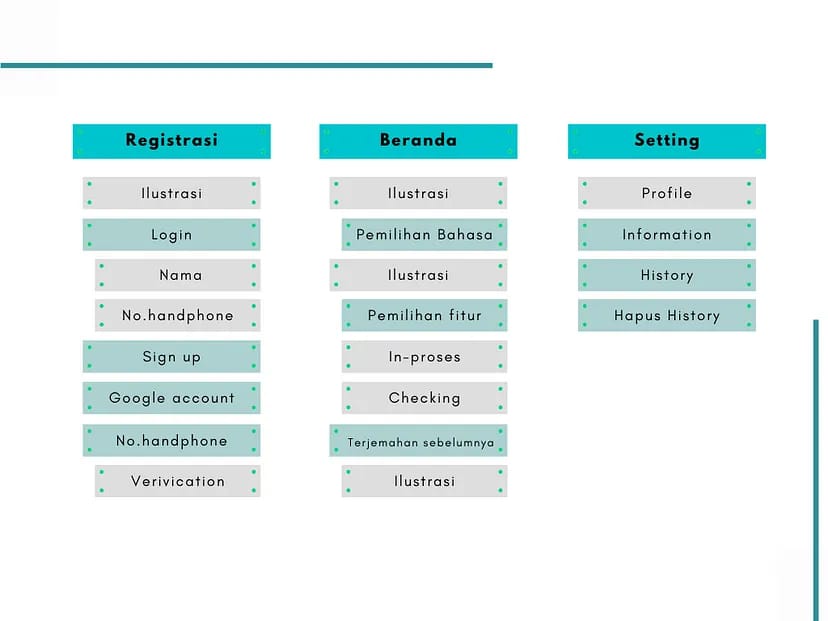 Registrasi
Ilustrasi
Login
Nama
No.handphone
Sign up
Google account
No.handphone
Verivication
Beranda
Ilustrasi
Pemilihan Bahasa
Ilustrasi
Pemilihan fitur
In-proses
Checking
Terjemahan sebelumnya
Ilustrasi
Setting
Profile
Information
History
Hapus History